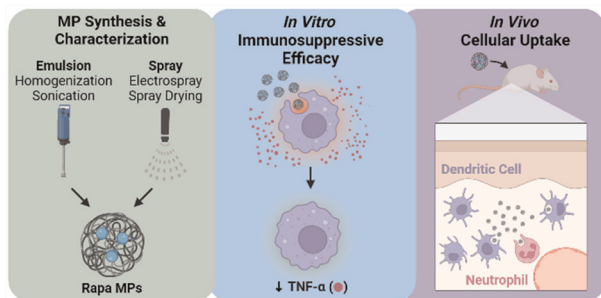 MP Synthesis &
Characterization
Emulsion
Homogenization
Sonication
Spray
Electrospray
Spray Drying
Rapa MPs
In Vitro
Immunosuppressive
Efficacy
↓ TNF-α ( )
In Vivo
Cellular Uptake
Dendritic Cell
Neutrophil